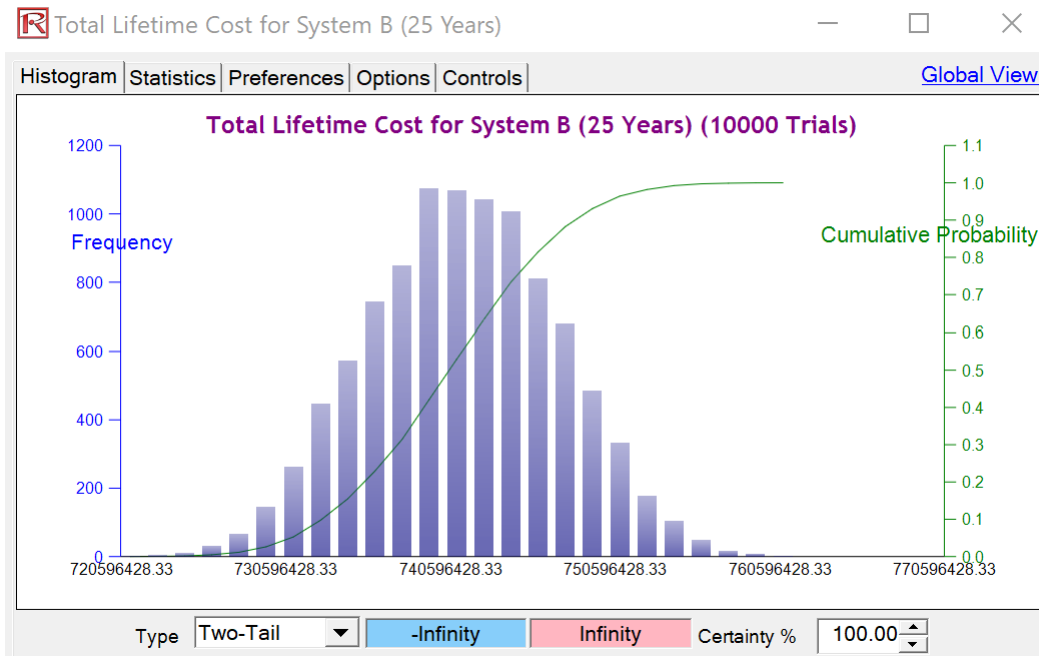 Total Lifetime Cost for System B (25 Years)
Histogram Statistics Preferences Options Controls Global View
Total Lifetime Cost for System B (25 Years) (10000 Trials)
1200 1.1
1.0
1000 0.9
Frequency Cumulative Probability
0.8
800 0.7
600 0.6
0.5
400 0.4
0.3
200 0.2
0.1
0 0.0
720596428.33 730596428.33 740596428.33 750596428.33 760596428.33 770596428.33
Type Two-Tail -Infinity Infinity Certainty % 100.00